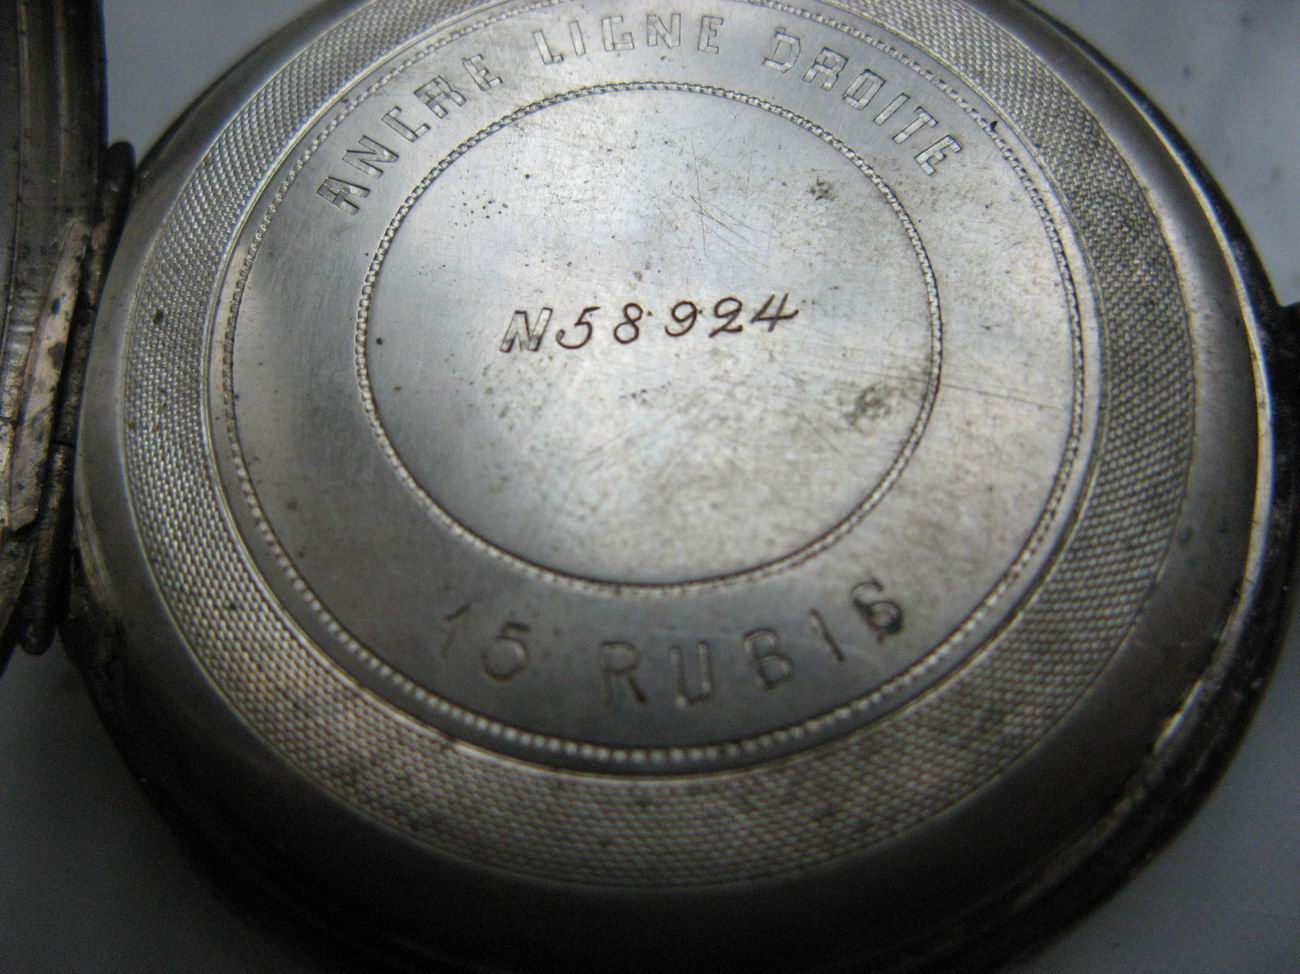 ANCRE LIGNE DROITE
N58924
15 RUBIS